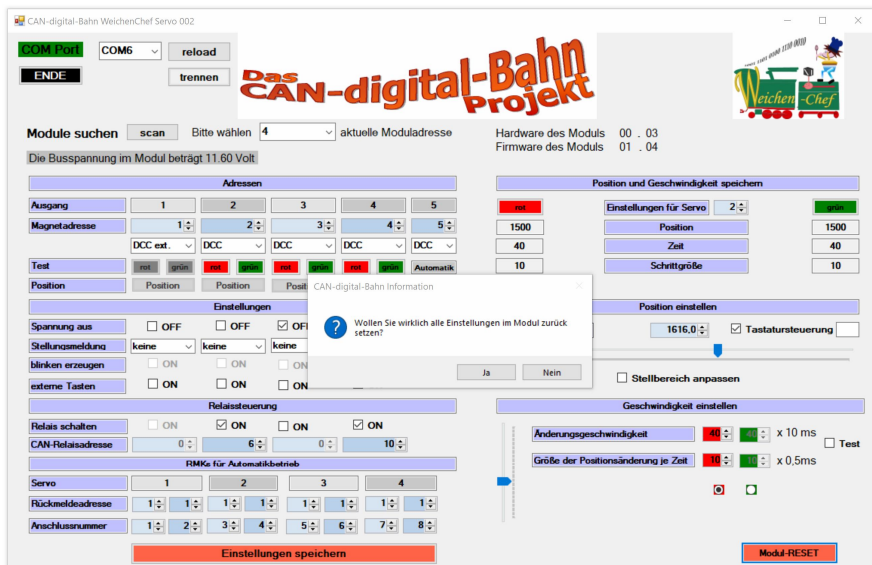 CAN-digital-Bahn WeichenChef Servo 002
COM Port COM6 reload
ENDE trennen
Das
CAN-digital-Bahn
Projekt
Weichen-Chef
Module suchen scan Bitte wählen 4 aktuelle Moduladresse
Hardware des Moduls 00 . 03
Firmware des Moduls 01 . 04
Die Busspannung im Modul beträgt 11.60 Volt
Adressen
Ausgang 1 2 3 4 5
Magnetadresse 1 2 3 4 5
DCC ext. DCC DCC DCC DCC
Test rot grün rot grün rot grün rot grün Automatik
Position Position Position Posit
Position und Geschwindigkeit speichern
rot Einstellungen für Servo 2 grün
1500 Position 1500
40 Zeit 40
10 Schrittgröße 10
CAN-digital-Bahn Information
Wollen Sie wirklich alle Einstellungen im Modul zurück
setzen?
Ja Nein
Einstellungen
Spannung aus OFF OFF OF
Stellungsmeldung keine keine keine
blinken erzeugen ON ON ON
externe Tasten ON ON ON
Position einstellen
1616,0 Tastatursteuerung
Stellbereich anpassen
Relaissteuerung
Relais schalten ON ON ON ON
CAN-Relaisadresse 0 6 0 10
Geschwindigkeit einstellen
Änderungsgeschwindigkeit 40 40 x 10 ms
Test
Größe der Positionsänderung je Zeit 10 10 x 0,5ms
RMKs für Automatikbetrieb
Servo 1 2 3 4
Rückmeldeadresse 1 1 1 1 1 1 1 1
Anschlussnummer 1 2 3 4 5 6 7 8
Einstellungen speichern
Modul-RESET